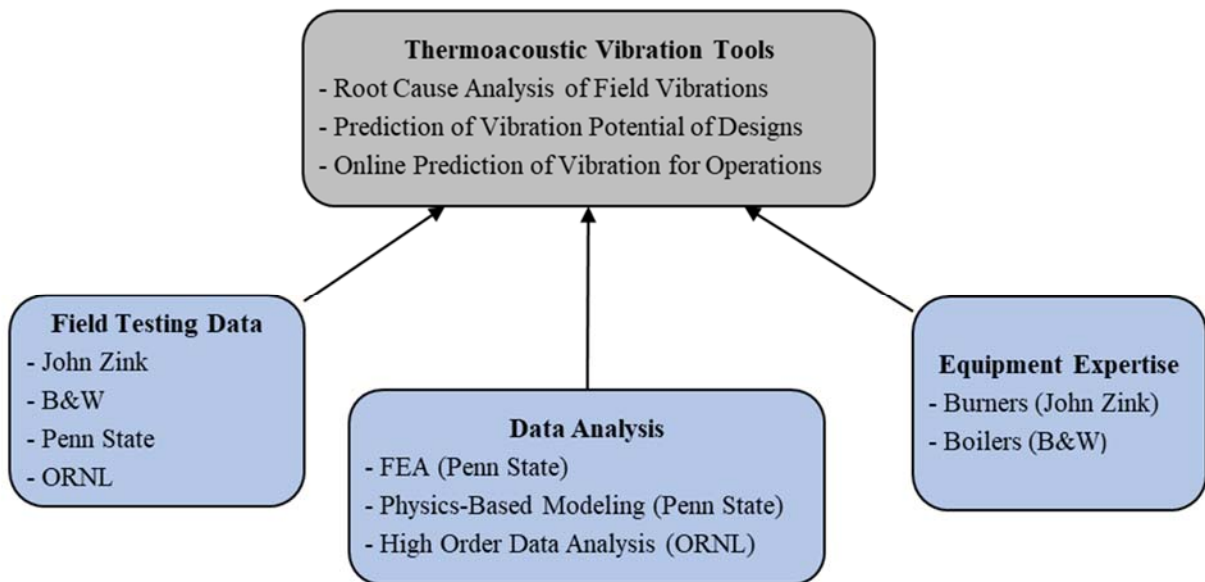 Thermoacoustic Vibration Tools
- Root Cause Analysis of Field Vibrations
- Prediction of Vibration Potential of Designs
- Online Prediction of Vibration for Operations
Field Testing Data
- John Zink
- B&W
- Penn State
- ORNL
Data Analysis
- FEA (Penn State)
- Physics-Based Modeling (Penn State)
- High Order Data Analysis (ORNL)
Equipment Expertise
- Burners (John Zink)
- Boilers (B&W)